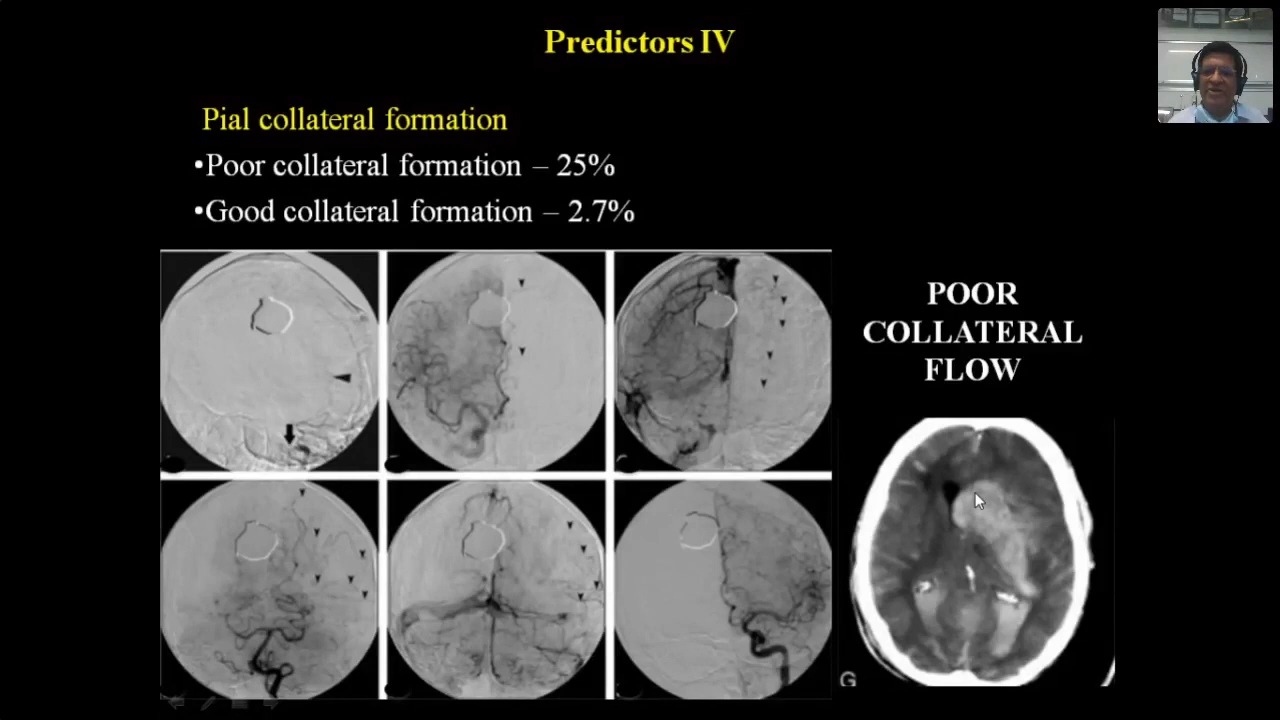 Predictors IV
Pial collateral formation
•Poor collateral formation – 25%
•Good collateral formation – 2.7%
POOR
COLLATERAL
FLOW
G